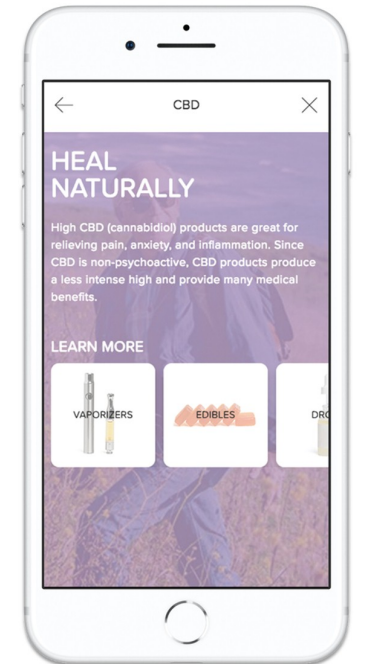 CBD
HEAL
NATURALLY
High CBD (cannabidiol) products are great for
relieving pain, anxiety, and inflammation. Since
CBD is non-psychoactive, CBD products produce
a less intense high and provide many medical
benefits.
LEARN MORE
VAPORIZERS EDIBLES DRO